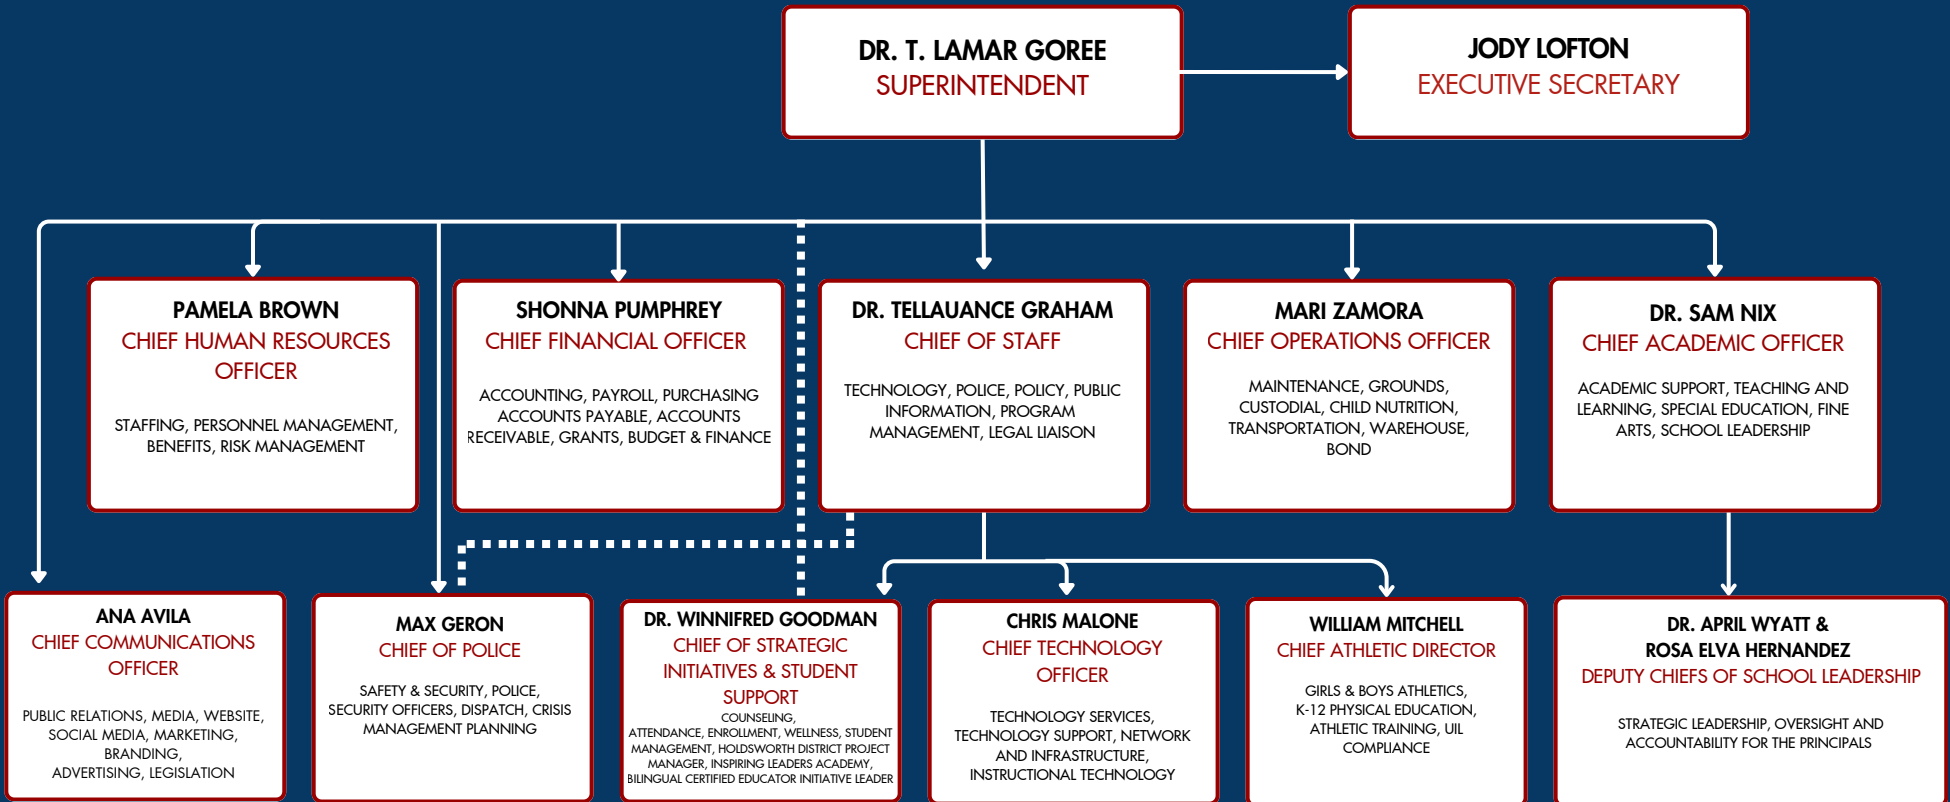 DR. T. LAMAR GOREE
SUPERINTENDENT
JODY LOFTON
EXECUTIVE SECRETARY
PAMELA BROWN
CHIEF HUMAN RESOURCES
OFFICER
STAFFING, PERSONNEL MANAGEMENT,
BENEFITS, RISK MANAGEMENT
SHONNA PUMPHREY
CHIEF FINANCIAL OFFICER
ACCOUNTING, PAYROLL, PURCHASING
ACCOUNTS PAYABLE, ACCOUNTS
RECEIVABLE, GRANTS, BUDGET & FINANCE
DR. TELLAUANCE GRAHAM
CHIEF OF STAFF
TECHNOLOGY, POLICE, POLICY, PUBLIC
INFORMATION, PROGRAM
MANAGEMENT, LEGAL LIAISON
MARI ZAMORA
CHIEF OPERATIONS OFFICER
MAINTENANCE, GROUNDS,
CUSTODIAL, CHILD NUTRITION,
TRANSPORTATION, WAREHOUSE,
BOND
DR. SAM NIX
CHIEF ACADEMIC OFFICER
ACADEMIC SUPPORT, TEACHING AND
LEARNING, SPECIAL EDUCATION, FINE
ARTS, SCHOOL LEADERSHIP
ANA AVILA
CHIEF COMMUNICATIONS
OFFICER
PUBLIC RELATIONS, MEDIA, WEBSITE,
SOCIAL MEDIA, MARKETING,
BRANDING,
ADVERTISING, LEGISLATION
MAX GERON
CHIEF OF POLICE
SAFETY & SECURITY, POLICE,
SECURITY OFFICERS, DISPATCH, CRISIS
MANAGEMENT PLANNING
DR. WINNIFRED GOODMAN
CHIEF OF STRATEGIC
INITIATIVES & STUDENT
SUPPORT
COUNSELING,
ATTENDANCE, ENROLLMENT, WELLNESS, STUDENT
MANAGEMENT, HOLDSWORTH DISTRICT PROJECT
MANAGER, INSPIRING LEADERS ACADEMY,
BILINGUAL CERTIFIED EDUCATOR INITIATIVE LEADER
CHRIS MALONE
CHIEF TECHNOLOGY
OFFICER
TECHNOLOGY SERVICES,
TECHNOLOGY SUPPORT, NETWORK
AND INFRASTRUCTURE,
INSTRUCTIONAL TECHNOLOGY
WILLIAM MITCHELL
CHIEF ATHLETIC DIRECTOR
GIRLS & BOYS ATHLETICS,
K-12 PHYSICAL EDUCATION,
ATHLETIC TRAINING, UIL
COMPLIANCE
DR. APRIL WYATT &
ROSA ELVA HERNANDEZ
DEPUTY CHIEFS OF SCHOOL LEADERSHIP
STRATEGIC LEADERSHIP, OVERSIGHT AND
ACCOUNTABILITY FOR THE PRINCIPALS